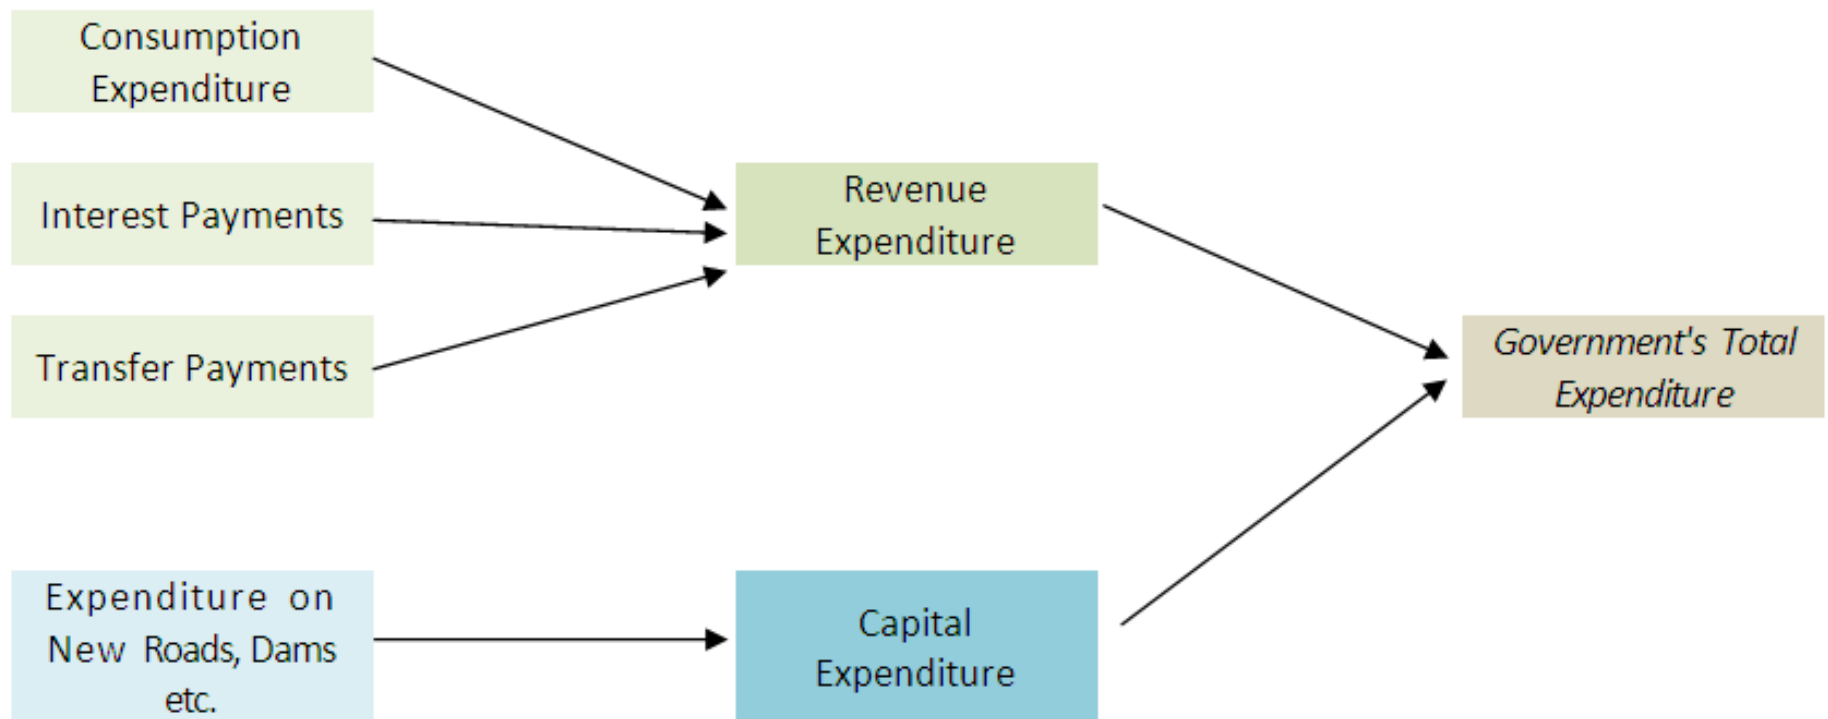 Consumption
Expenditure
Interest Payments
Transfer Payments
Expenditure on
New Roads, Dams
etc.
Revenue
Expenditure
Capital
Expenditure
Government's Total
Expenditure